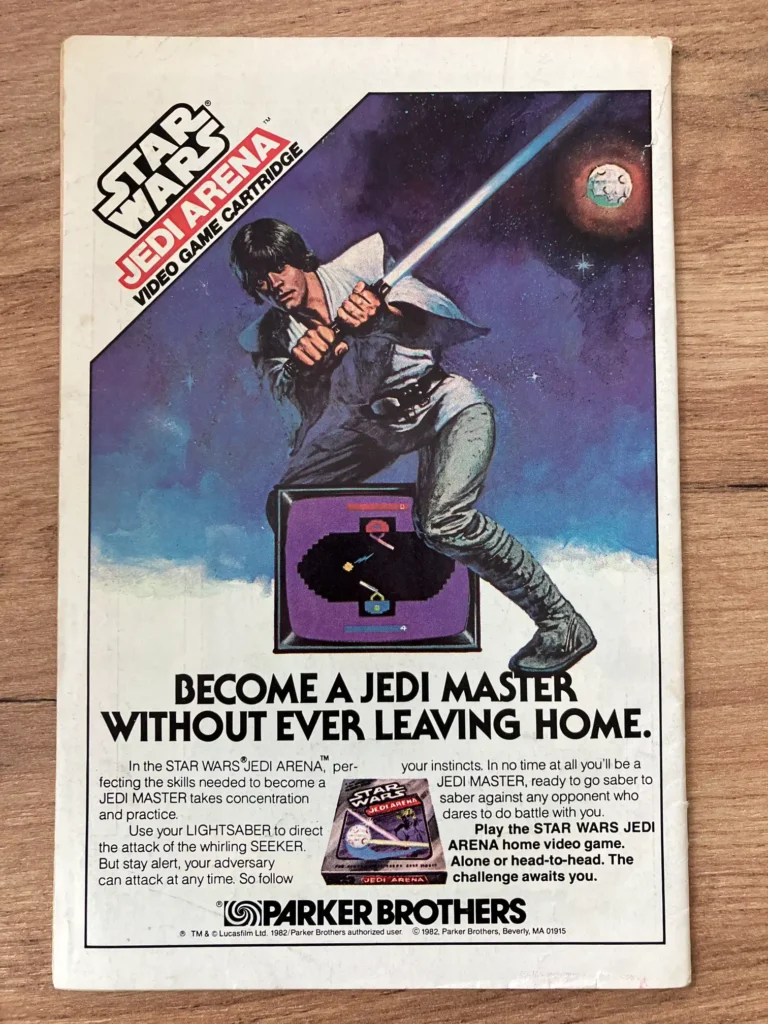 STAR®
WARS
JEDI ARENA™
VIDEO GAME CARTRIDGE
0
4
BECOME A JEDI MASTER
WITHOUT EVER LEAVING HOME.
In the STAR WARS® JEDI ARENA,™ per-
fecting the skills needed to become a
JEDI MASTER takes concentration
and practice.
Use your LIGHTSABER to direct
the attack of the whirling SEEKER.
But stay alert, your adversary
can attack at any time. So follow
your instincts. In no time at all you'll be a
JEDI MASTER, ready to go saber to
saber against any opponent who
dares to do battle with you.
Play the STAR WARS JEDI
ARENA home video game.
Alone or head-to-head. The
challenge awaits you.
STAR
WARS
JEDI ARENA
JEDI ARENA
® PARKER BROTHERS
® TM & © Lucasfilm Ltd. 1982/Parker Brothers authorized user © 1982, Parker Brothers, Beverly, MA 01915